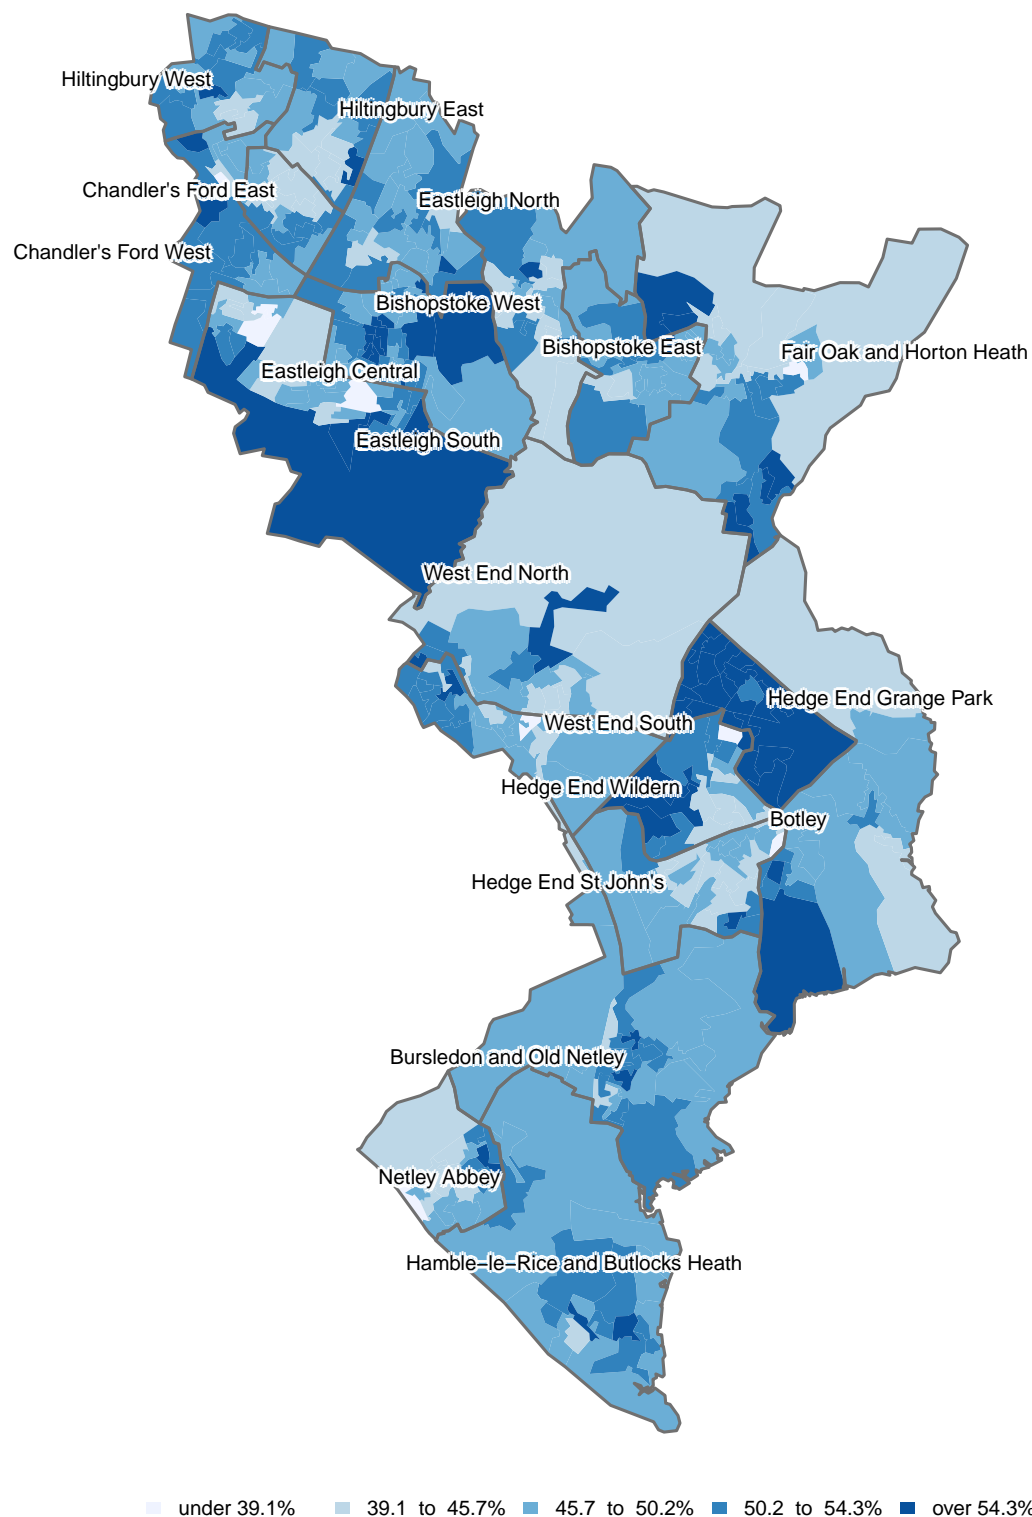 Hiltingbury West
Hiltingbury East
Chandler's Ford East
Eastleigh North
Chandler's Ford West
Bishopstoke West
Bishopstoke East
Fair Oak and Horton Heath
Eastleigh Central
Eastleigh South
West End North
Hedge End Grange Park
West End South
Hedge End Wildern
Botley
Hedge End St John's
Bursledon and Old Netley
Netley Abbey
Hamble−le−Rice and Butlocks Heath
under 39.1% 39.1 to 45.7% 45.7 to 50.2% 50.2 to 54.3% over 54.3%